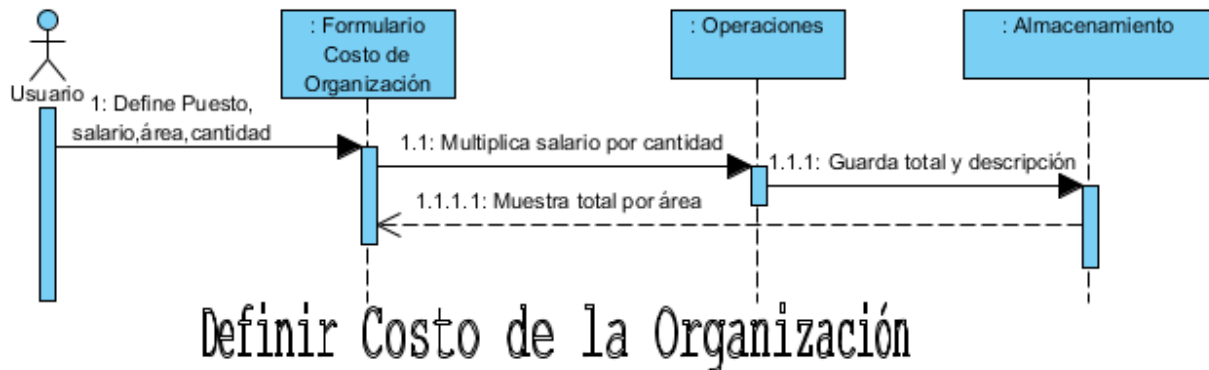 : Formulario
Costo de
Organización
: Operaciones
: Almacenamiento
Usuario
1: Define Puesto,
salario,área,cantidad
1.1: Multiplica salario por cantidad
1.1.1: Guarda total y descripción
1.1.1.1: Muestra total por área
Definir Costo de la Organización